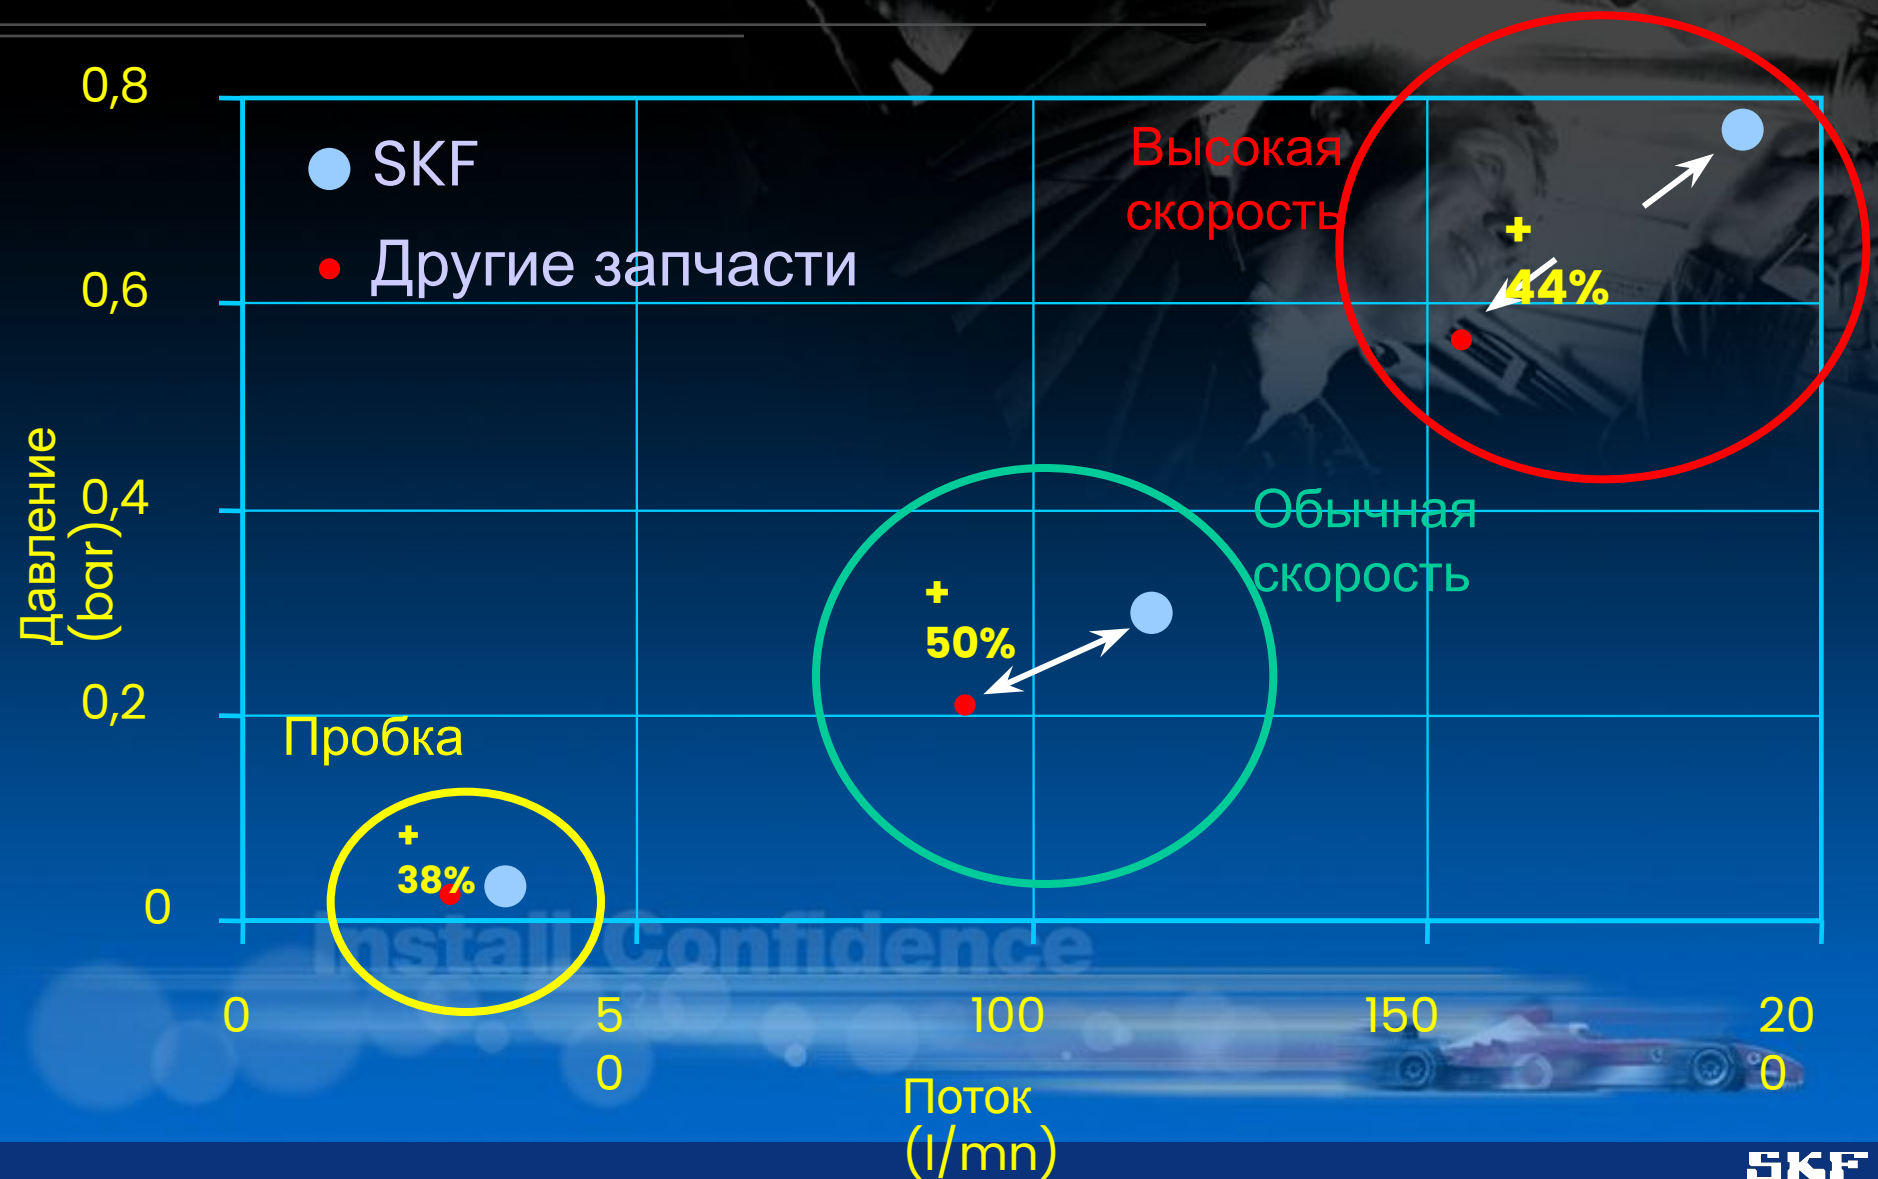 0,8
SKF
Высокая
скорость
+
44%
Другие запчасти
0,6
Давление
(bar)
0,4
Обычная
скорость
+
50%
0,2
Пробка
+
38%
0
Install Confidence
0
5
0
100
150
20
0
Поток
(l/mn)
SKF